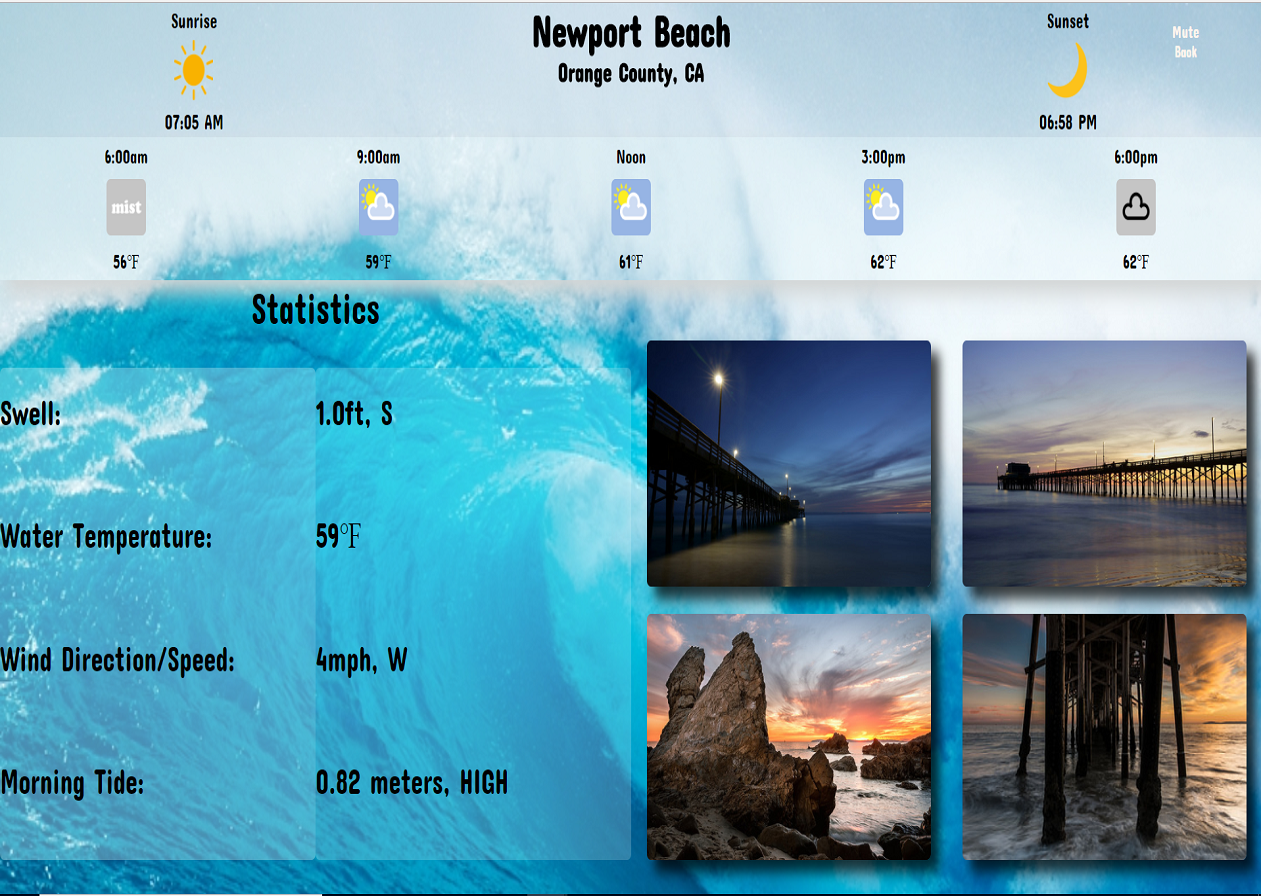 Sunrise
Newport Beach
Sunset
Mute
Orange County, CA
Back
07:05 AM
06:58 PM
6:00am
9:00am
Noon
3:00pm
6:00pm
mist
56°F
59°F
61°F
62°F
62°F
Statistics
Swell: 1.0ft, S
Water Temperature: 59°F
Wind Direction/Speed: 4mph, W
Morning Tide: 0.82 meters, HIGH